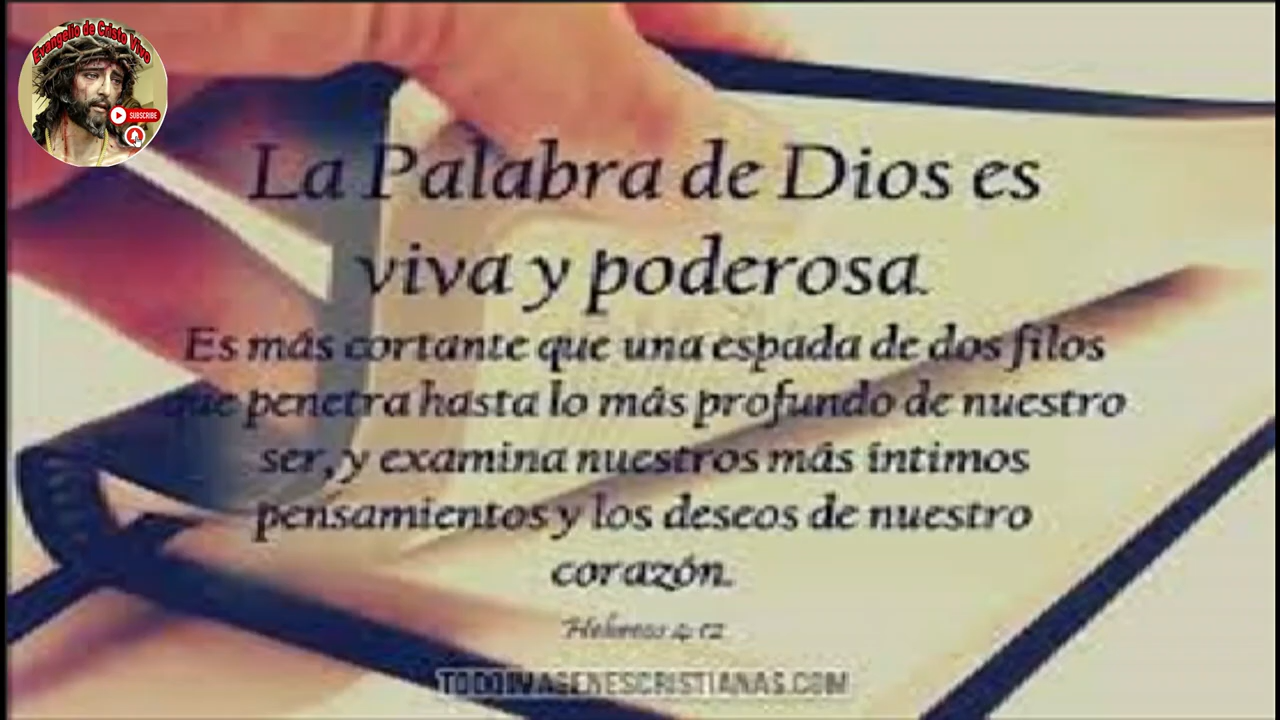 Evangelio de Cristo Vivo
SUBSCRIBE
La Palabra de Dios es
viva y poderosa.
Es más cortante que una espada de dos filos
que penetra hasta lo más profundo de nuestro
ser, y examina nuestros más íntimos
pensamientos y los deseos de nuestro
corazón.
Hebreos 4:12
TODOIMAGENESCRISTIANAS.COM